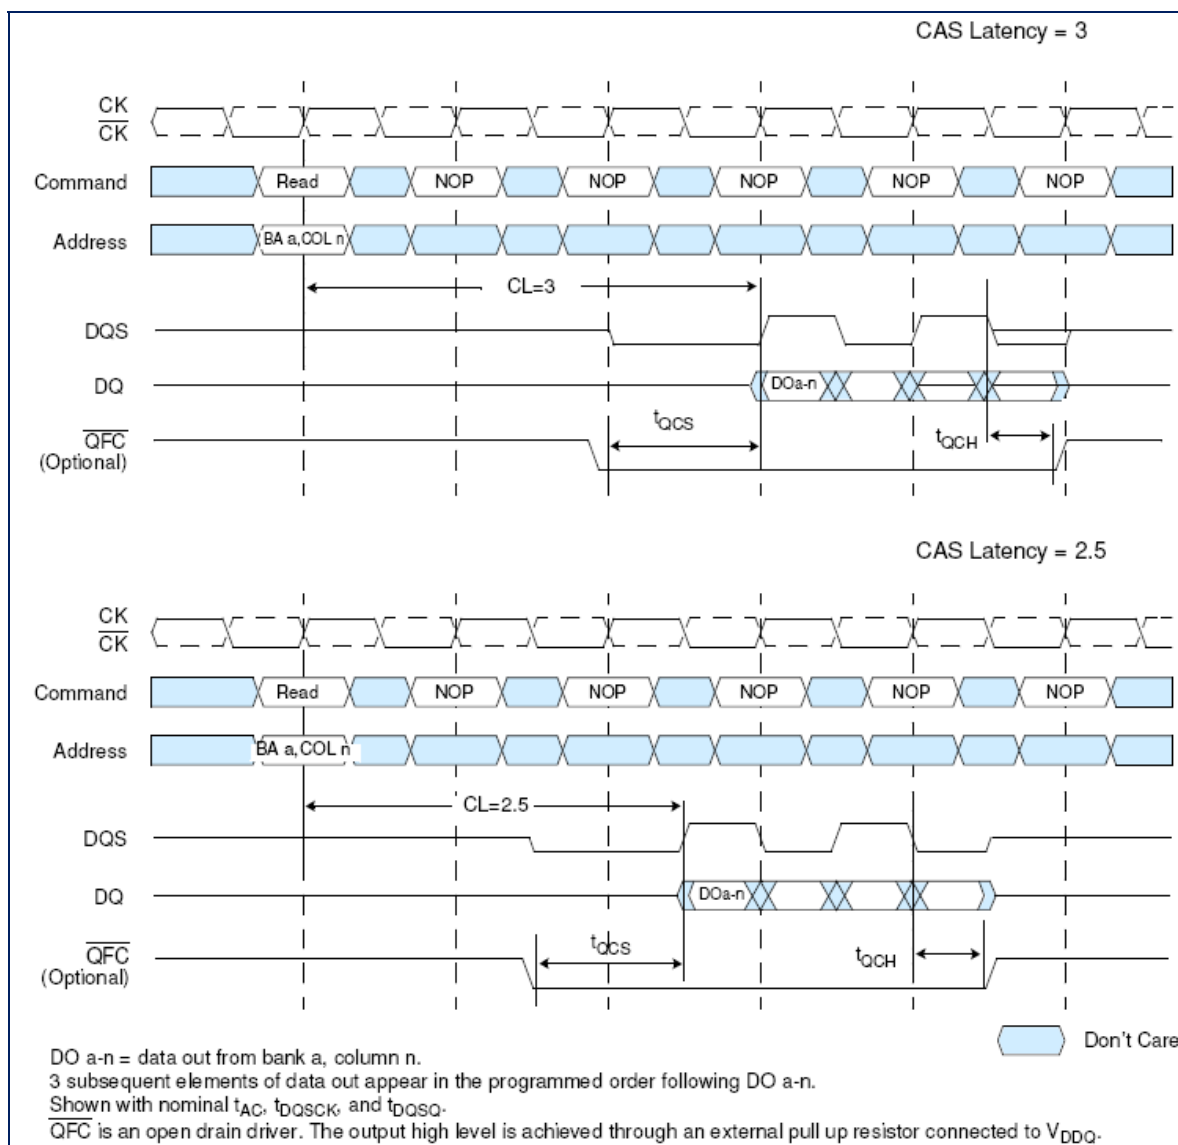 CAS Latency = 3
CK
CK
Command Read NOP NOP NOP NOP NOP
Address BA a,COL n
CL=3
DQS
DQ DOa-n
tQCS
tQCH
QFC
(Optional)
CAS Latency = 2.5
CK
CK
Command Read NOP NOP NOP NOP NOP
Address BA a,COL n
CL=2.5
DQS
DQ DOa-n
tQCS
tQCH
QFC
(Optional)
Don't Care
DO a-n = data out from bank a, column n.
3 subsequent elements of data out appear in the programmed order following DO a-n.
Shown with nominal tAC, tDQSCK, and tDQSQ.
QFC is an open drain driver. The output high level is achieved through an external pull up resistor connected to VDDQ.